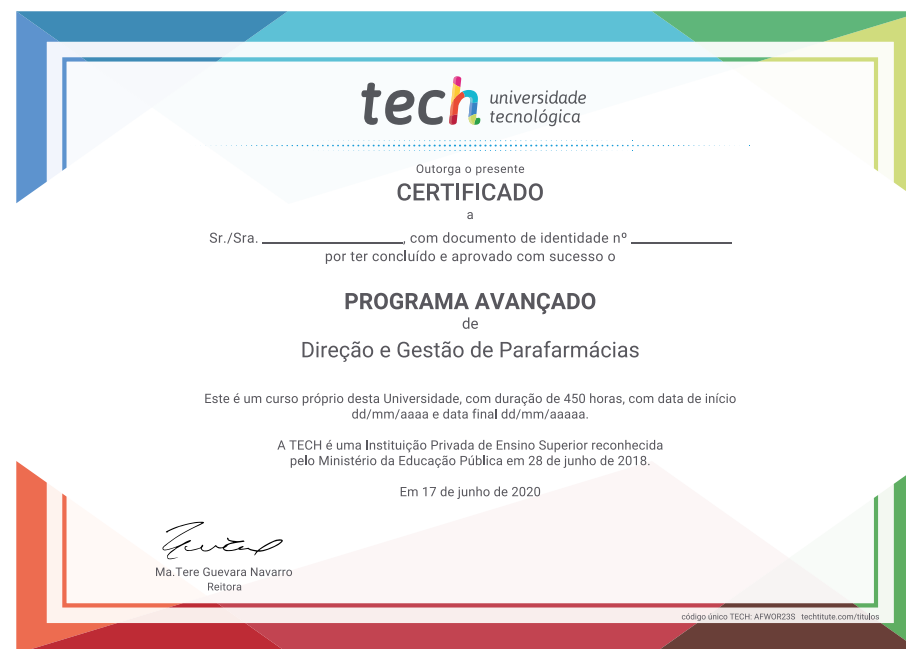 tech universidade
tecnológica
Outorga o presente
CERTIFICADO
a
Sr./Sra. ________________, com documento de identidade nº ____________
por ter concluído e aprovado com sucesso o
PROGRAMA AVANÇADO
de
Direção e Gestão de Parafarmácias
Este é um curso próprio desta Universidade, com duração de 450 horas, com data de início
dd/mm/aaaa e data final dd/mm/aaaaa.
A TECH é uma Instituição Privada de Ensino Superior reconhecida
pelo Ministério da Educação Pública em 28 de junho de 2018.
Em 17 de junho de 2020
Ma.Tere Guevara Navarro
Reitora
código único TECH: AFWOR23S techtitute.com/titulos